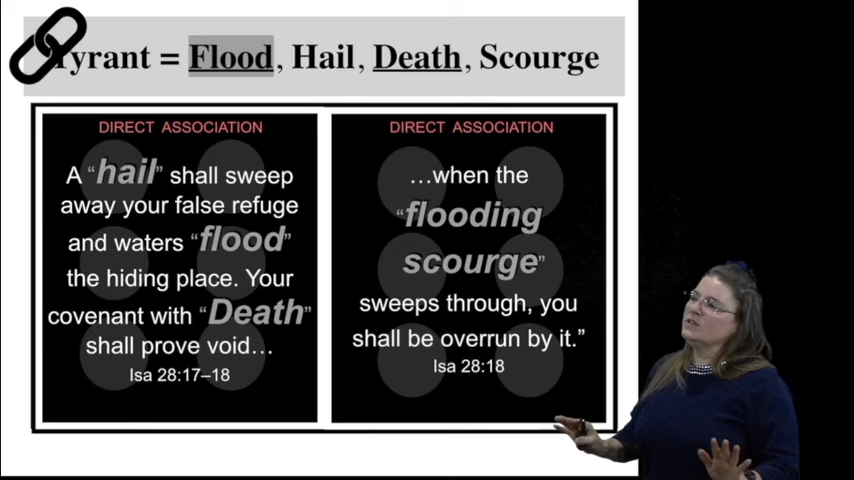 Tyrant = Flood, Hail, Death, Scourge
DIRECT ASSOCIATION
A “hail” shall sweep
away your false refuge
and waters “flood”
the hiding place. Your
covenant with “Death”
shall prove void…
Isa 28:17–18
DIRECT ASSOCIATION
…when the
“flooding
scourge”
sweeps through, you
shall be overrun by it.”
Isa 28:18